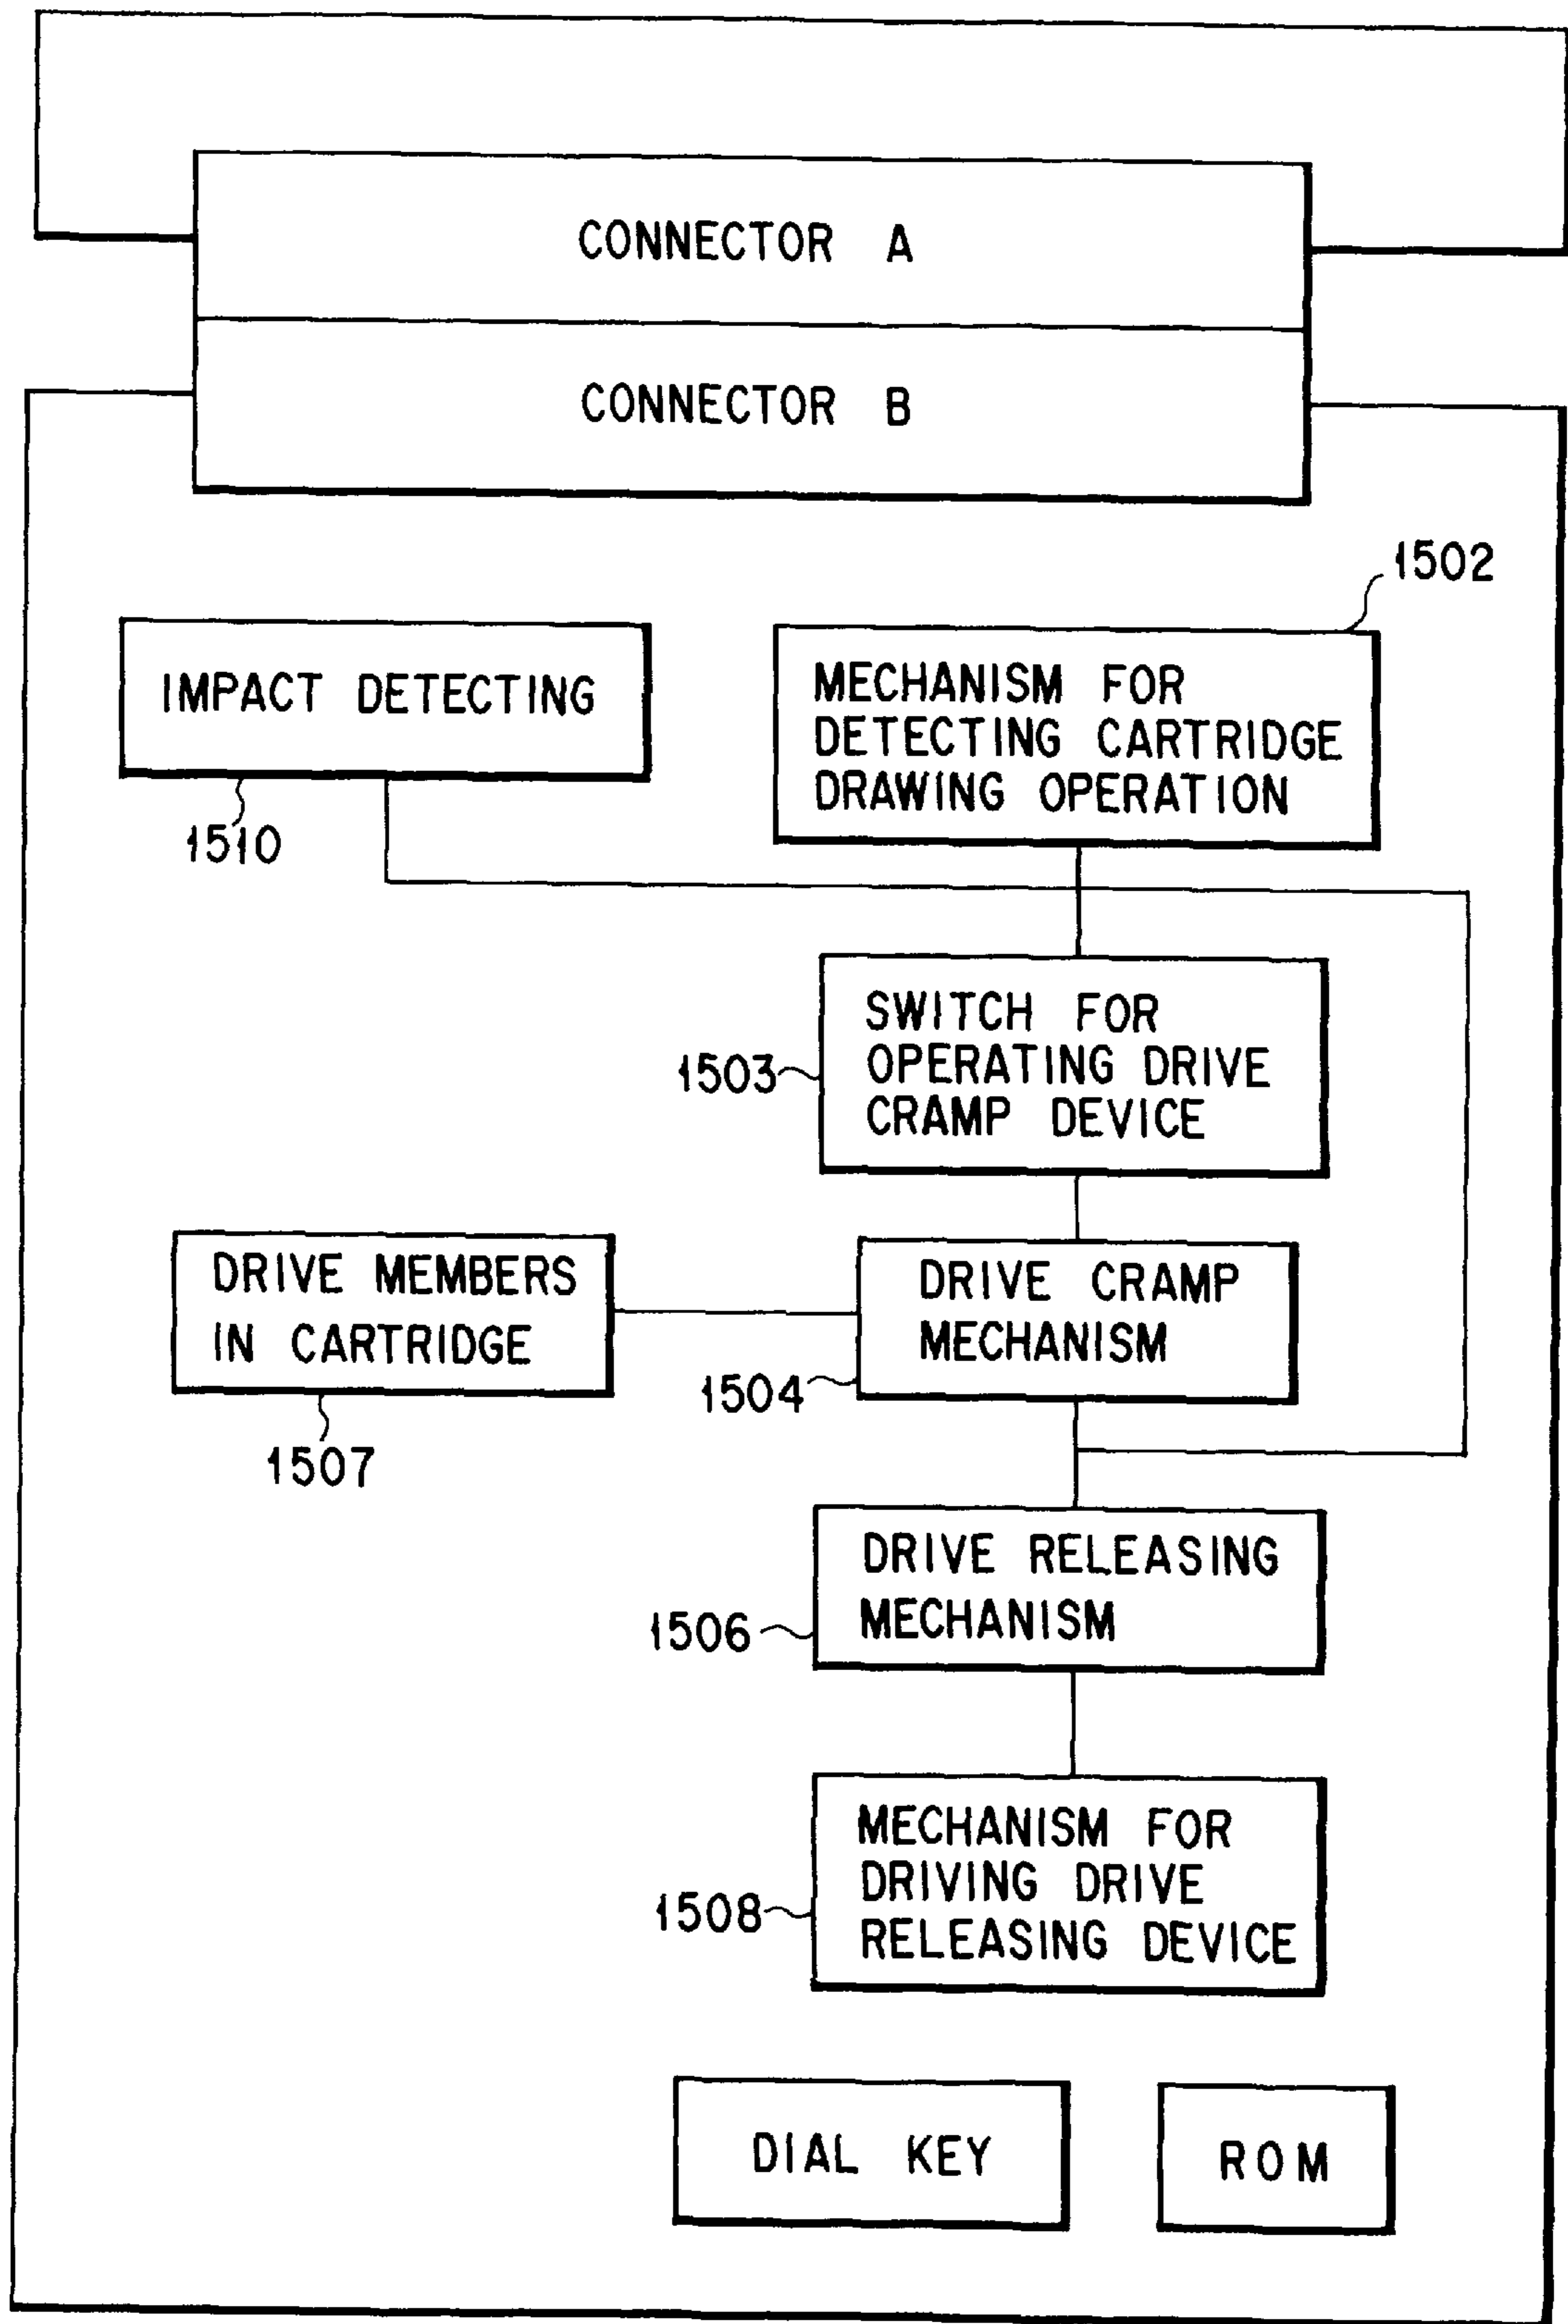 CONNECTOR A
CONNECTOR B
1502
IMPACT DETECTING
1510
MECHANISM FOR
DETECTING CARTRIDGE
DRAWING OPERATION
SWITCH FOR
OPERATING DRIVE
CRAMP DEVICE
1503
DRIVE MEMBERS
IN CARTRIDGE
1507
DRIVE CRAMP
MECHANISM
1504
DRIVE RELEASING
MECHANISM
1506
MECHANISM FOR
DRIVING DRIVE
RELEASING DEVICE
1508
DIAL KEY
ROM